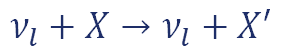 ν_l + X → ν_l + X′